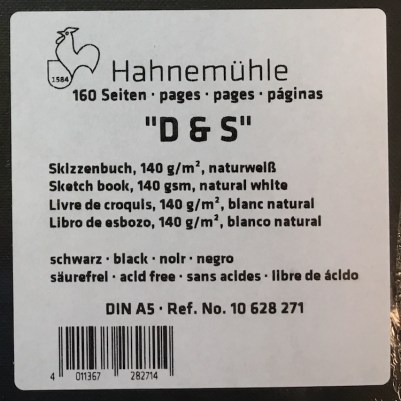 1584
Hahnemühle
160 Seiten · pages · pages · páginas
"D & S"
Skizzenbuch, 140 g/m², naturweiß
Sketch book, 140 gsm, natural white
Livre de croquis, 140 g/m², blanc natural
Libro de esbozo, 140 g/m², blanco natural
schwarz · black · noir · negro
säurefrei · acid free · sans acides · libre de ácido
DIN A5 · Ref. No. 10 628 271
4 011367 282714